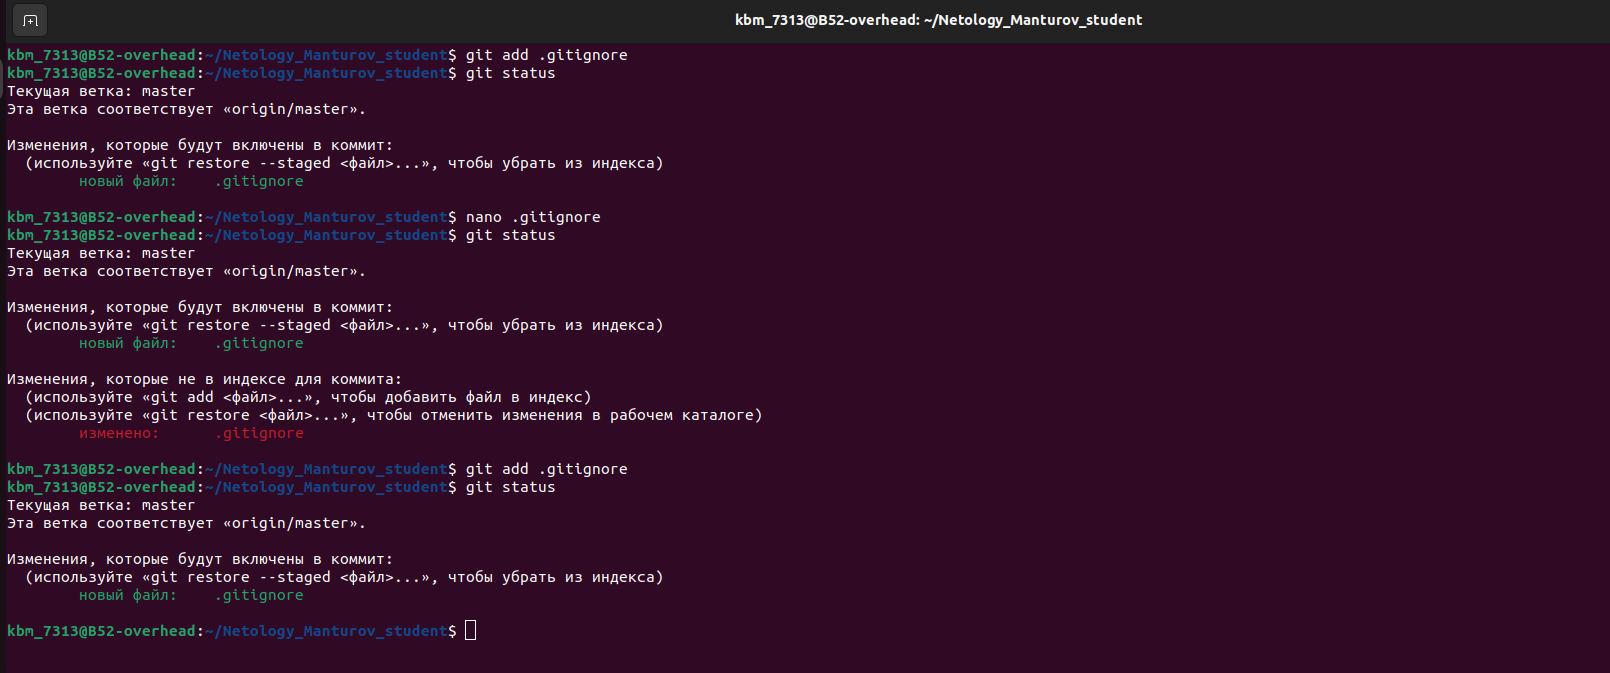 kbm_7313@B52-overhead: ~/Netology_Manturov_student
kbm_7313@B52-overhead:~/Netology_Manturov_student$ git add .gitignore
kbm_7313@B52-overhead:~/Netology_Manturov_student$ git status
Текущая ветка: master
Эта ветка соответствует «origin/master».
Изменения, которые будут включены в коммит:
  (используйте «git restore --staged <файл>...», чтобы убрать из индекса)
        новый файл:    .gitignore
kbm_7313@B52-overhead:~/Netology_Manturov_student$ nano .gitignore
kbm_7313@B52-overhead:~/Netology_Manturov_student$ git status
Текущая ветка: master
Эта ветка соответствует «origin/master».
Изменения, которые будут включены в коммит:
  (используйте «git restore --staged <файл>...», чтобы убрать из индекса)
        новый файл:    .gitignore
Изменения, которые не в индексе для коммита:
  (используйте «git add <файл>...», чтобы добавить файл в индекс)
  (используйте «git restore <файл>...», чтобы отменить изменения в рабочем каталоге)
        изменено:      .gitignore
kbm_7313@B52-overhead:~/Netology_Manturov_student$ git add .gitignore
kbm_7313@B52-overhead:~/Netology_Manturov_student$ git status
Текущая ветка: master
Эта ветка соответствует «origin/master».
Изменения, которые будут включены в коммит:
  (используйте «git restore --staged <файл>...», чтобы убрать из индекса)
        новый файл:    .gitignore
kbm_7313@B52-overhead:~/Netology_Manturov_student$